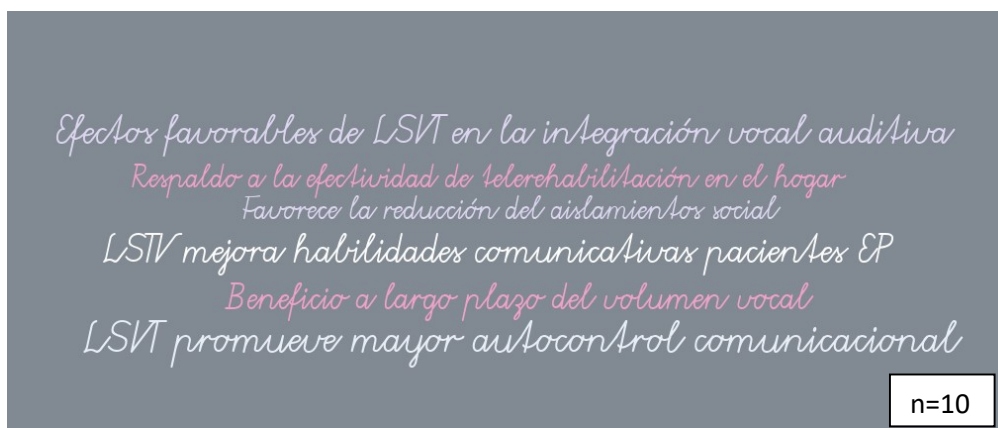 Efectos favorables de LSVT en la integración vocal auditiva
Respaldo a la efectividad de telerehabilitación en el hogar
Favorece la reducción del aislamientos social
LSTV mejora habilidades comunicativas pacientes EP
Beneficio a largo plazo del volumen vocal
LSVT promueve mayor autocontrol comunicacional
n=10